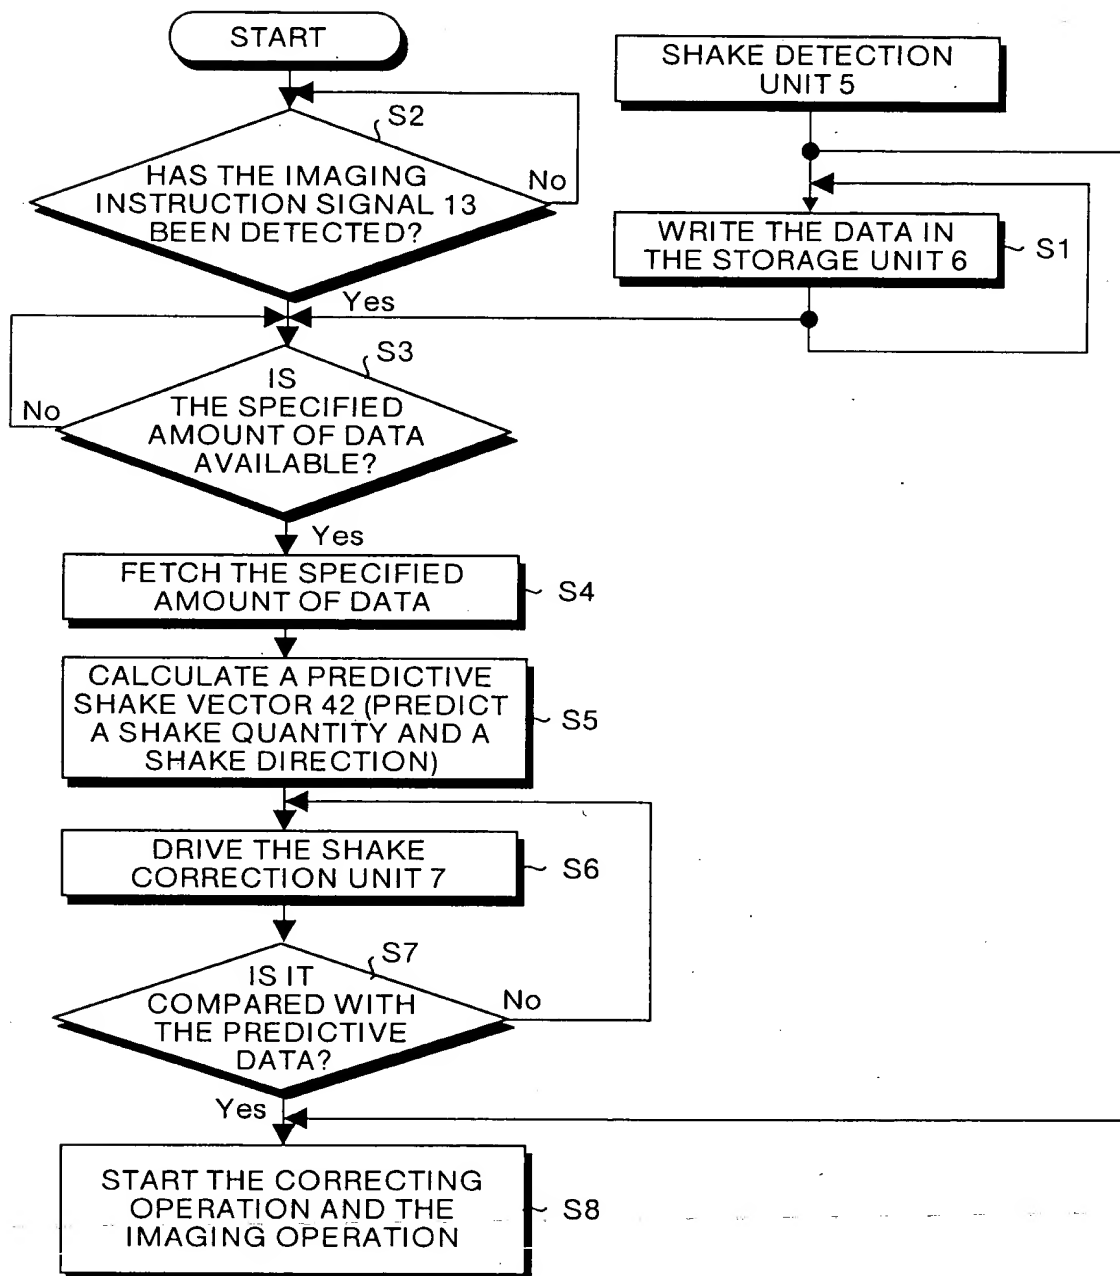 START
SHAKE DETECTION
UNIT 5
S2
HAS THE IMAGING
INSTRUCTION SIGNAL 13
BEEN DETECTED?
No
WRITE THE DATA IN
THE STORAGE UNIT 6
S1
Yes
S3
IS
THE SPECIFIED
AMOUNT OF DATA
AVAILABLE?
No
Yes
FETCH THE SPECIFIED
AMOUNT OF DATA
S4
CALCULATE A PREDICTIVE
SHAKE VECTOR 42 (PREDICT
A SHAKE QUANTITY AND A
SHAKE DIRECTION)
S5
DRIVE THE SHAKE
CORRECTION UNIT 7
S6
S7
IS IT
COMPARED WITH
THE PREDICTIVE
DATA?
No
Yes
START THE CORRECTING
OPERATION AND THE
IMAGING OPERATION
S8